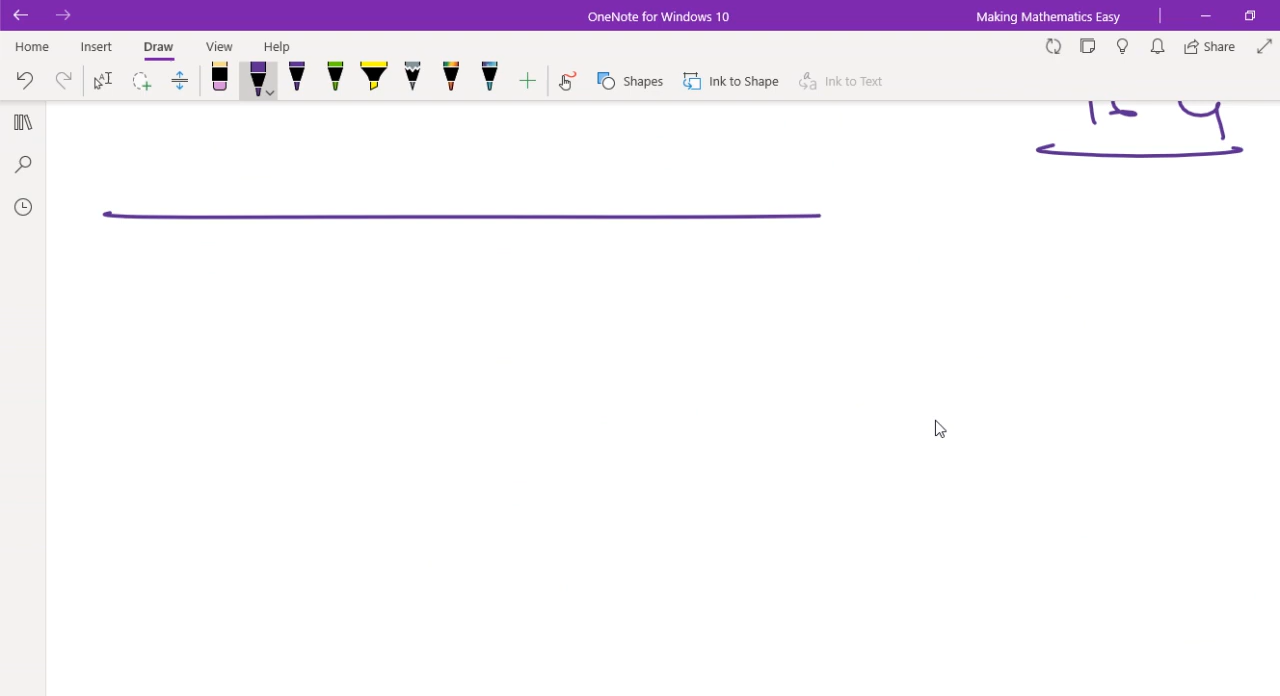 OneNote for Windows 10
Making Mathematics Easy
Home Insert Draw View Help
Share
Shapes Ink to Shape Ink to Text